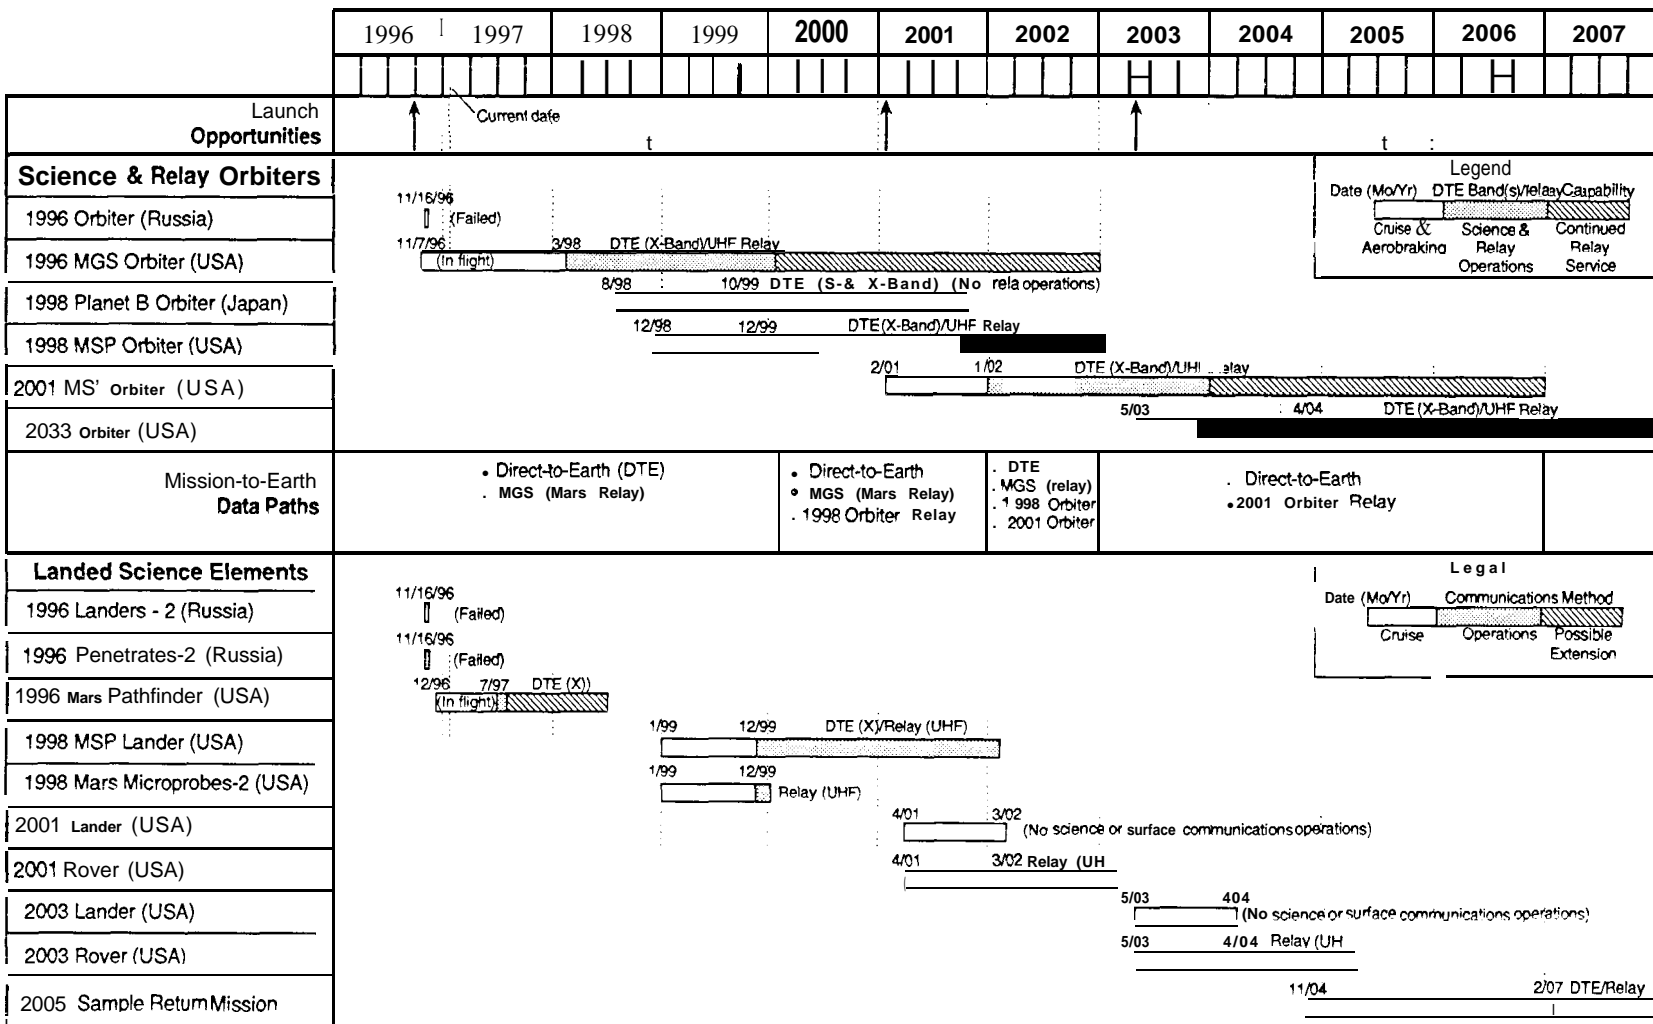 1996 1997 1998 1999 2000 2001 2002 2003 2004 2005 2006 2007
Launch
Opportunities
Current date
t
t :
Science & Relay Orbiters
Legend
Date (Mo/Yr) DTE Band(s)/
Capability
Cruise &
Aerobraking
Science &
Relay
Operations
Continued
Relay
Service
1996 Orbiter (Russia)
11/16/96
(Failed)
1996 MGS Orbiter (USA)
11/7/96 3/98 DTE (X-Band)/UHF Relay
(In flight)
1998 Planet B Orbiter (Japan)
8/98 10/99 DTE (S-& X-Band) (No rela operations)
1998 MSP Orbiter (USA)
12/98 12/99 DTE(X-Band)/UHF Relay
2001 MS' Orbiter (USA)
2/01 1/02 DTE (X-Band)/UHI elay
2033 Orbiter (USA)
5/03 4/04 DTE (X-Band)/UHF Relay
Mission-to-Earth
Data Paths
• Direct-to-Earth (DTE)
. MGS (Mars Relay)
• Direct-to-Earth
• MGS (Mars Relay)
. 1998 Orbiter Relay
. DTE
. MGS (relay)
. 1 998 Orbiter
. 2001 Orbiter
. Direct-to-Earth
• 2001 Orbiter Relay
Landed Science Elements
Legal
Date (Mo/Yr) Communications Method
Cruise
Operations
Possible
Extension
1996 Landers - 2 (Russia)
11/16/96
(Failed)
1996 Penetrates-2 (Russia)
11/16/96
(Failed)
1996 Mars Pathfinder (USA)
12/96 7/97 DTE (X))
(In flight)
1998 MSP Lander (USA)
1/99 12/99 DTE (X)/Relay (UHF)
1998 Mars Microprobes-2 (USA)
1/99 12/99
Relay (UHF)
2001 Lander (USA)
4/01 3/02
(No science or surface communications operations)
2001 Rover (USA)
4/01 3/02 Relay (UH
2003 Lander (USA)
5/03 404
(No science or surface communications operations)
2003 Rover (USA)
5/03 4/04 Relay (UH
2005 Sample Return Mission
11/04 2/07 DTE/Relay